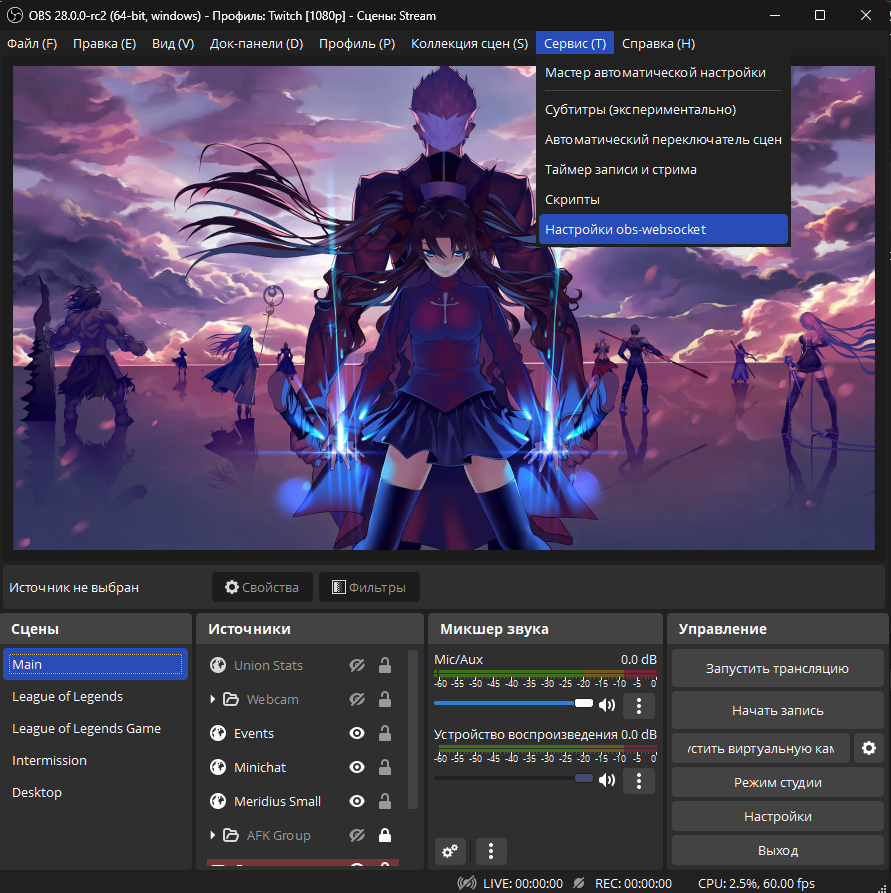 OBS 28.0.0-rc2 (64-bit, windows) - Профиль: Twitch [1080p] - Сцены: Stream
Файл (F) Правка (E) Вид (V) Док-панели (D) Профиль (P) Коллекция сцен (S) Сервис (T) Справка (H)
Мастер автоматической настройки
Субтитры (экспериментально)
Автоматический переключатель сцен
Таймер записи и стрима
Скрипты
Настройки obs-websocket
Источник не выбран
Свойства
Фильтры
Сцены
Main
League of Legends
League of Legends Game
Intermission
Desktop
Источники
Union Stats
Webcam
Events
Minichat
Meridius Small
AFK Group
Микшер звука
Mic/Aux 0.0 dB
-60 -55 -50 -45 -40 -35 -30 -25 -20 -15 -10 -5 0
Устройство воспроизведения 0.0 dB
-60 -55 -50 -45 -40 -35 -30 -25 -20 -15 -10 -5 0
Управление
Запустить трансляцию
Начать запись
устить виртуальную кам
Режим студии
Настройки
Выход
LIVE: 00:00:00 REC: 00:00:00 CPU: 2.5%, 60.00 fps